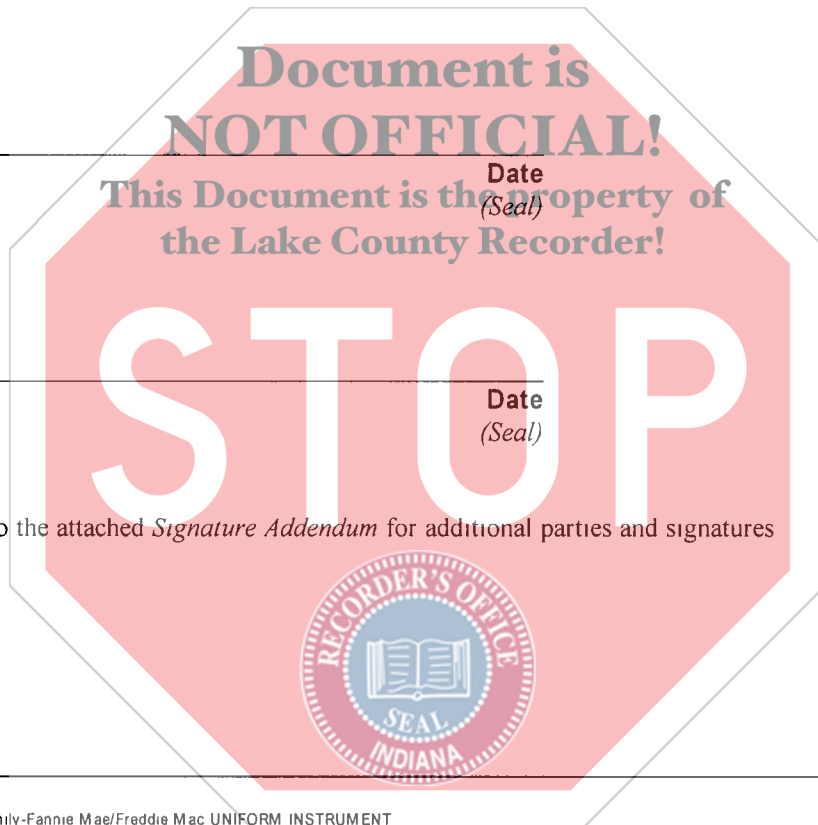 Document is
NOT OFFICIAL!
Date
This Document is the property of
(Seal)
the Lake County Recorder!
STOP
Date
(Seal)
the attached Signature Addendum for additional parties and signatures
RECORDER'S OFFICE
SEAL
INDIANA
Fannie Mae/Freddie Mac UNIFORM INSTRUMENT